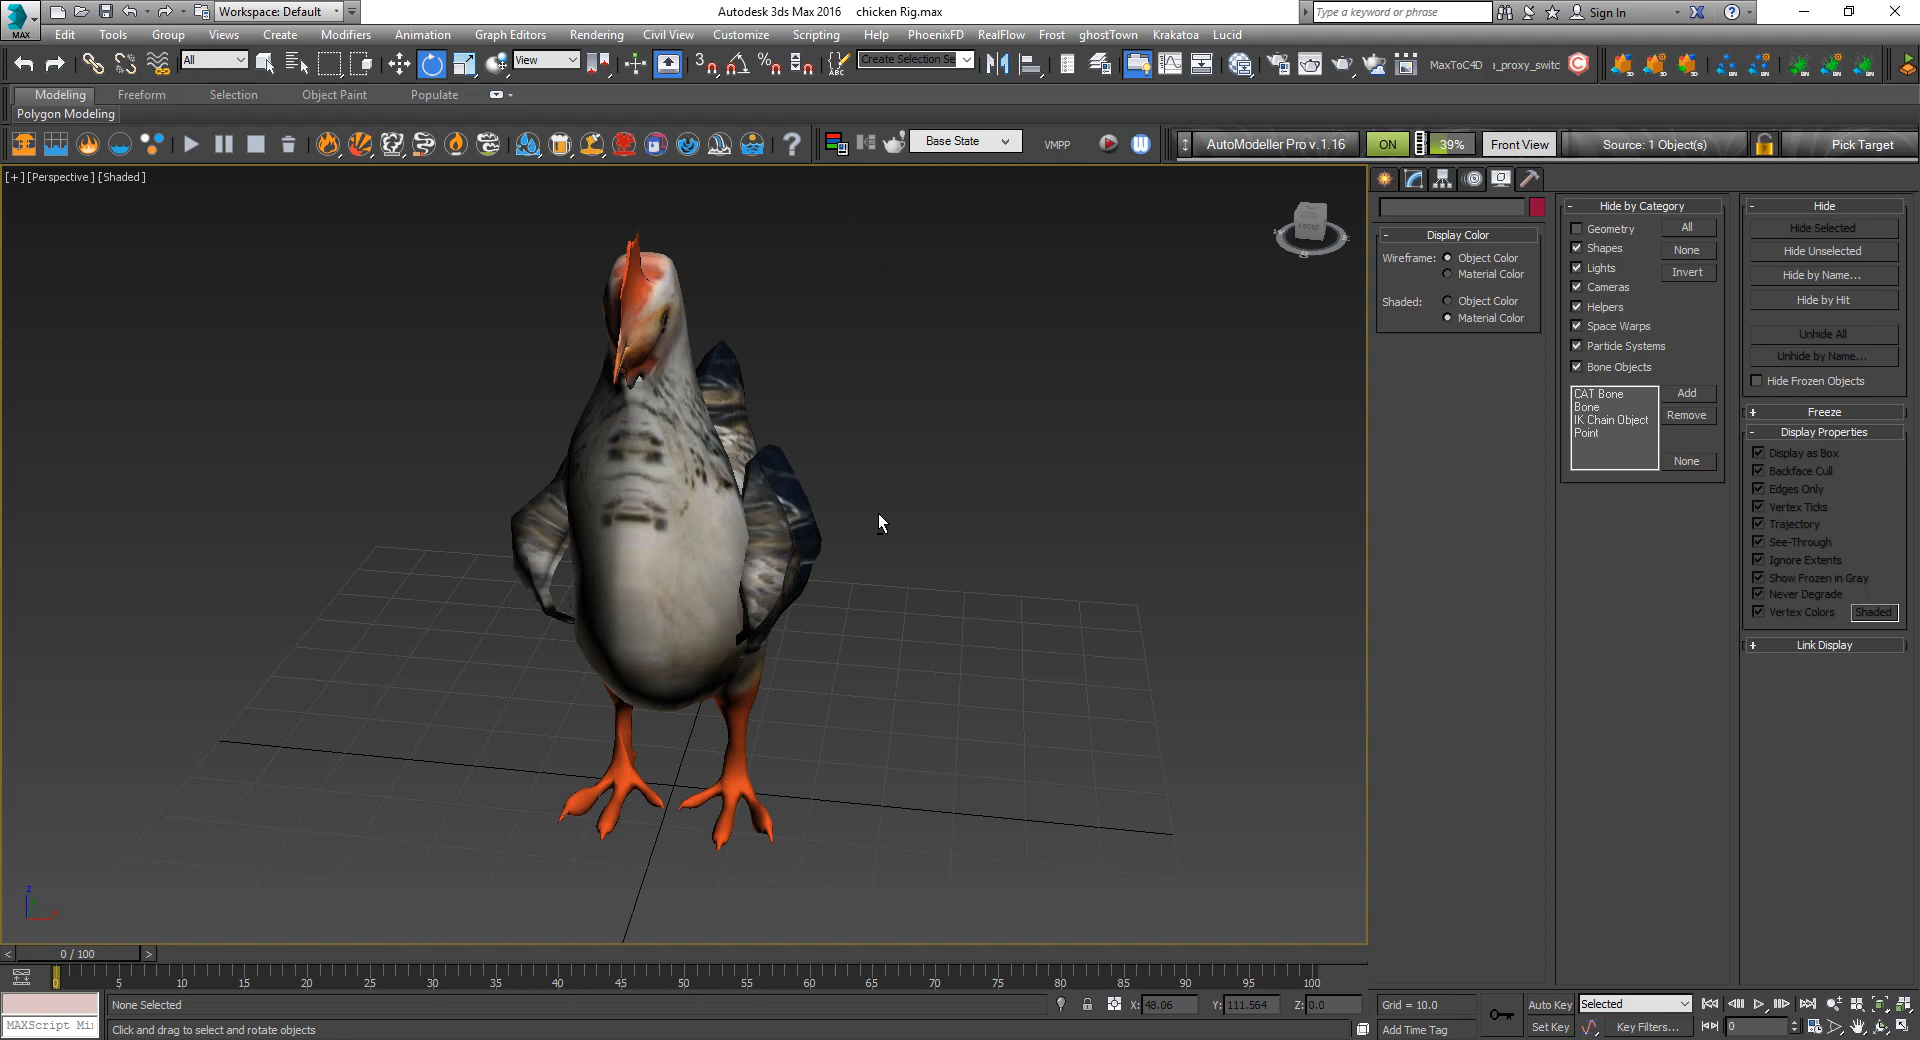 MAX
Workspace: Default
Autodesk 3ds Max 2016    chicken Rig.max
Type a keyword or phrase
Sign In
Edit Tools Group Views Create Modifiers Animation Graph Editors Rendering Civil View Customize Scripting Help PhoenixFD RealFlow Frost ghostTown Krakatoa Lucid
All
View
3
ABC
Create Selection Se
MaxToC4D
a_proxy_switc
Modeling Freeform Selection Object Paint Populate
Polygon Modeling
Base State
VMPP
AutoModeller Pro v.1.16
ON
39%
Front View
Source: 1 Object(s)
Pick Target
[+][Perspective][Shaded]
FRONT
- Display Color
Wireframe: Object Color
Material Color
Shaded: Object Color
Material Color
- Hide by Category
Geometry All
Shapes
None
Lights
Invert
Cameras
Helpers
Space Warps
Particle Systems
Bone Objects
CAT Bone
Bone
IK Chain Object
Point
Add
Remove
None
- Hide
Hide Selected
Hide Unselected
Hide by Name...
Hide by Hit
Unhide All
Unhide by Name...
Hide Frozen Objects
+ Freeze
- Display Properties
Display as Box
Backface Cull
Edges Only
Vertex Ticks
Trajectory
See-Through
Ignore Extents
Show Frozen in Gray
Never Degrade
Vertex Colors Shaded
+ Link Display
z
< 0 / 100 >
0 5 10 15 20 25 30 35 40 45 50 55 60 65 70 75 80 85 90 95 100
None Selected
X: 48.06 Y: 111.564 Z: 0.0
Grid = 10.0
Auto Key
Selected
MAXScript Mi
Click and drag to select and rotate objects
Add Time Tag
Set Key
Key Filters...
0